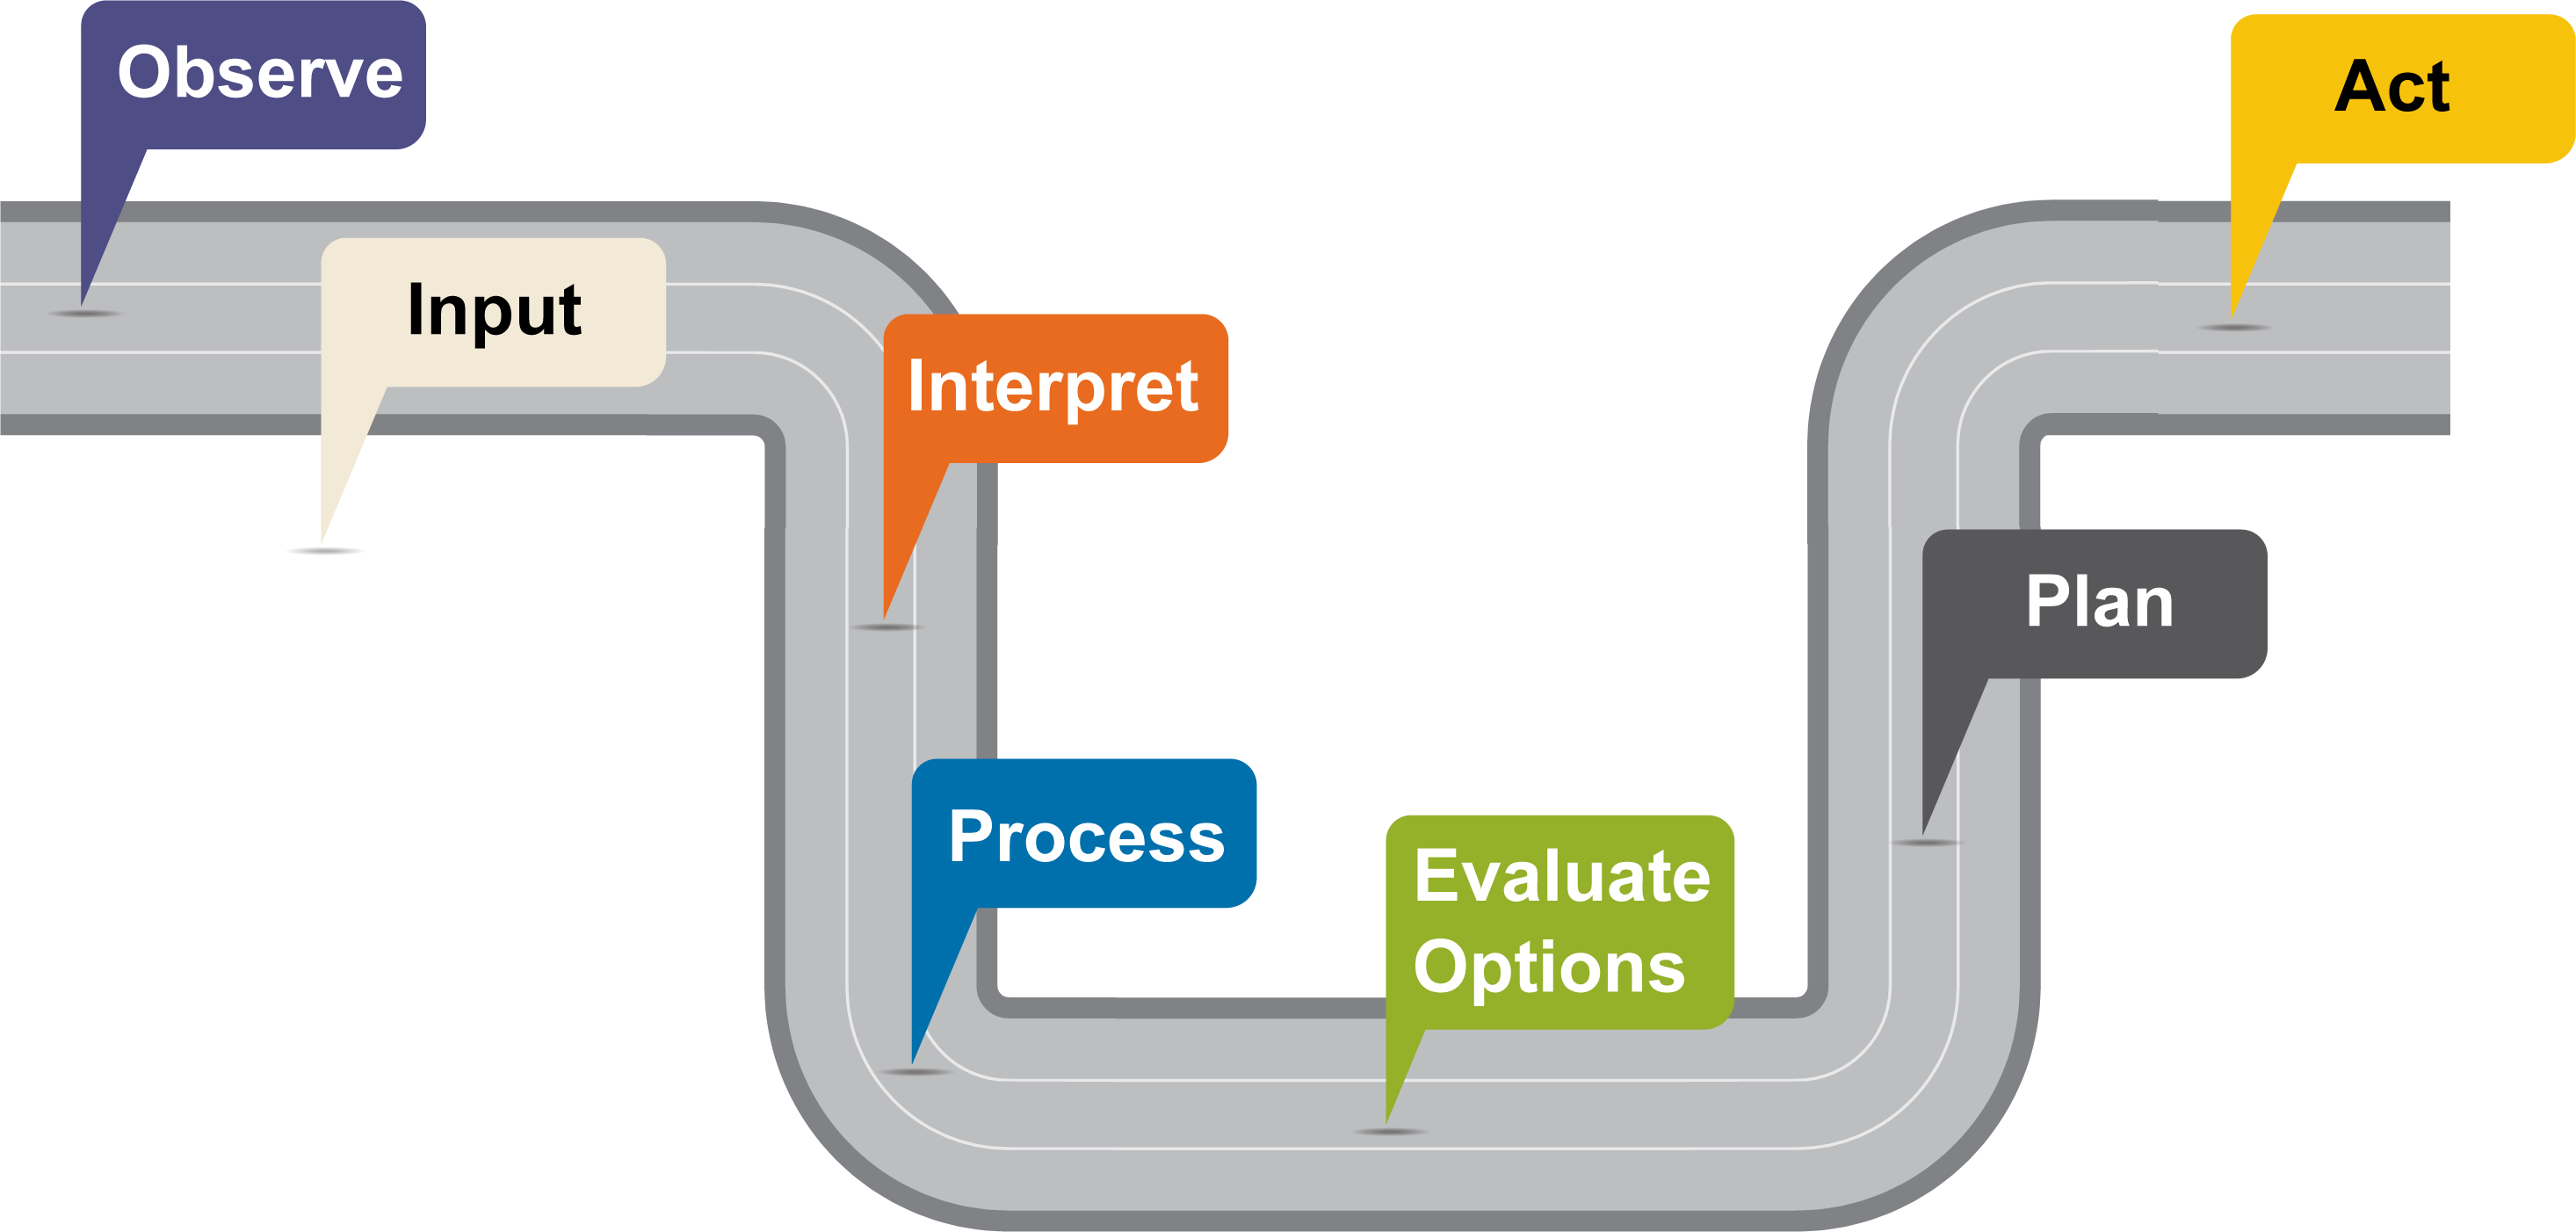 Observe
Input
Interpret
Process
Evaluate
Options
Plan
Act